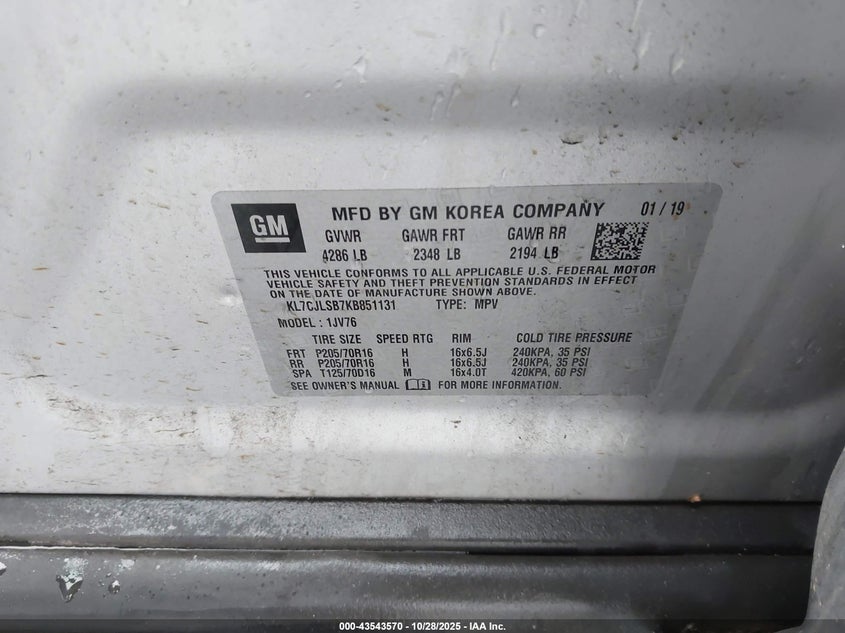 GM
MFD BY GM KOREA COMPANY 01 / 19
GVWR GAWR FRT GAWR RR
4286 LB 2348 LB 2194 LB
THIS VEHICLE CONFORMS TO ALL APPLICABLE U.S. FEDERAL MOTOR
VEHICLE SAFETY AND THEFT PREVENTION STANDARDS IN EFFECT
ON THE DATE OF MANUFACTURE SHOWN ABOVE.
KL7CJLSB7KB851131 TYPE: MPV
MODEL : 1JV76
TIRE SIZE SPEED RTG RIM COLD TIRE PRESSURE
FRT P205/70R16 H 16x6.5J 240KPA, 35 PSI
RR P205/70R16 H 16x6.5J 240KPA, 35 PSI
SPA T125/70D16 M 16x4.0T 420KPA, 60 PSI
SEE OWNER'S MANUAL FOR MORE INFORMATION.
000-43543570 - 10/28/2025 - IAA Inc.